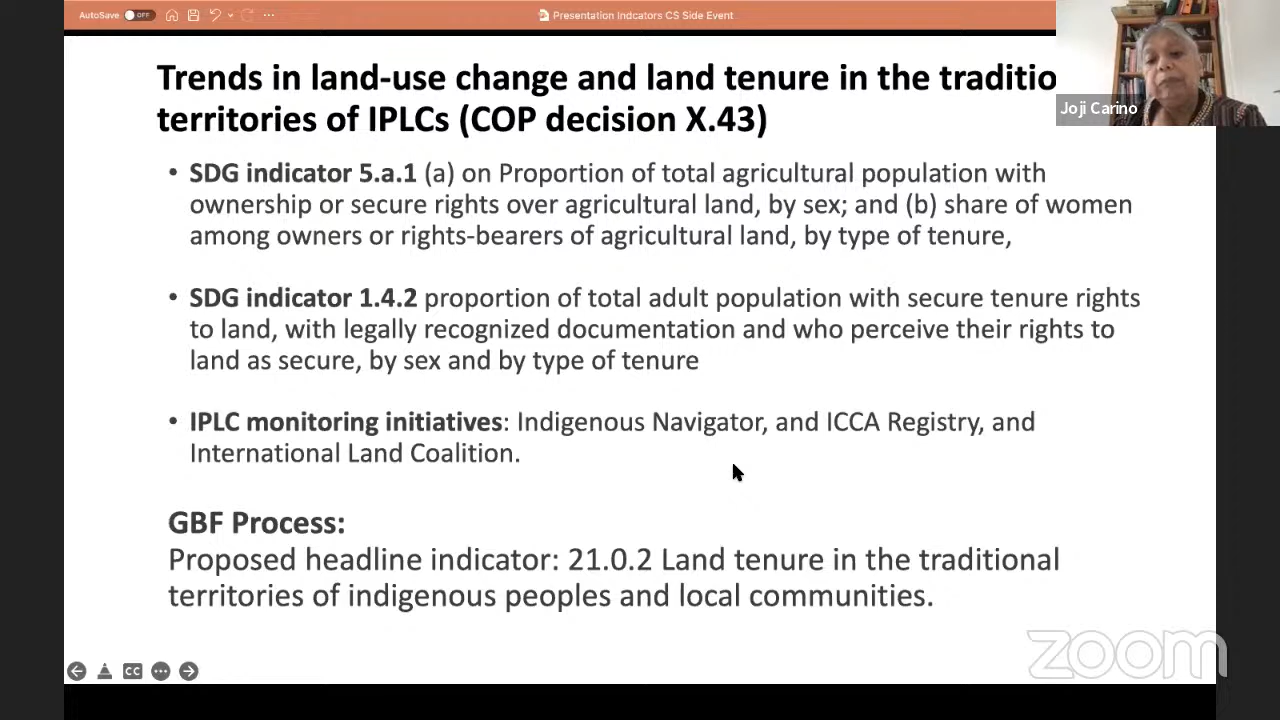 AutoSave OFF
Presentation Indcators CS Side Event
Joji Carino
Trends in land-use change and land tenure in the traditio
territories of IPLCs (COP decision X.43)
• SDG indicator 5.a.1 (a) on Proportion of total agricultural population with
ownership or secure rights over agricultural land, by sex; and (b) share of women
among owners or rights-bearers of agricultural land, by type of tenure,
• SDG indicator 1.4.2 proportion of total adult population with secure tenure rights
to land, with legally recognized documentation and who perceive their rights to
land as secure, by sex and by type of tenure
• IPLC monitoring initiatives: Indigenous Navigator, and ICCA Registry, and
International Land Coalition.
GBF Process:
Proposed headline indicator: 21.0.2 Land tenure in the traditional
territories of indigenous peoples and local communities.
CC
zoom